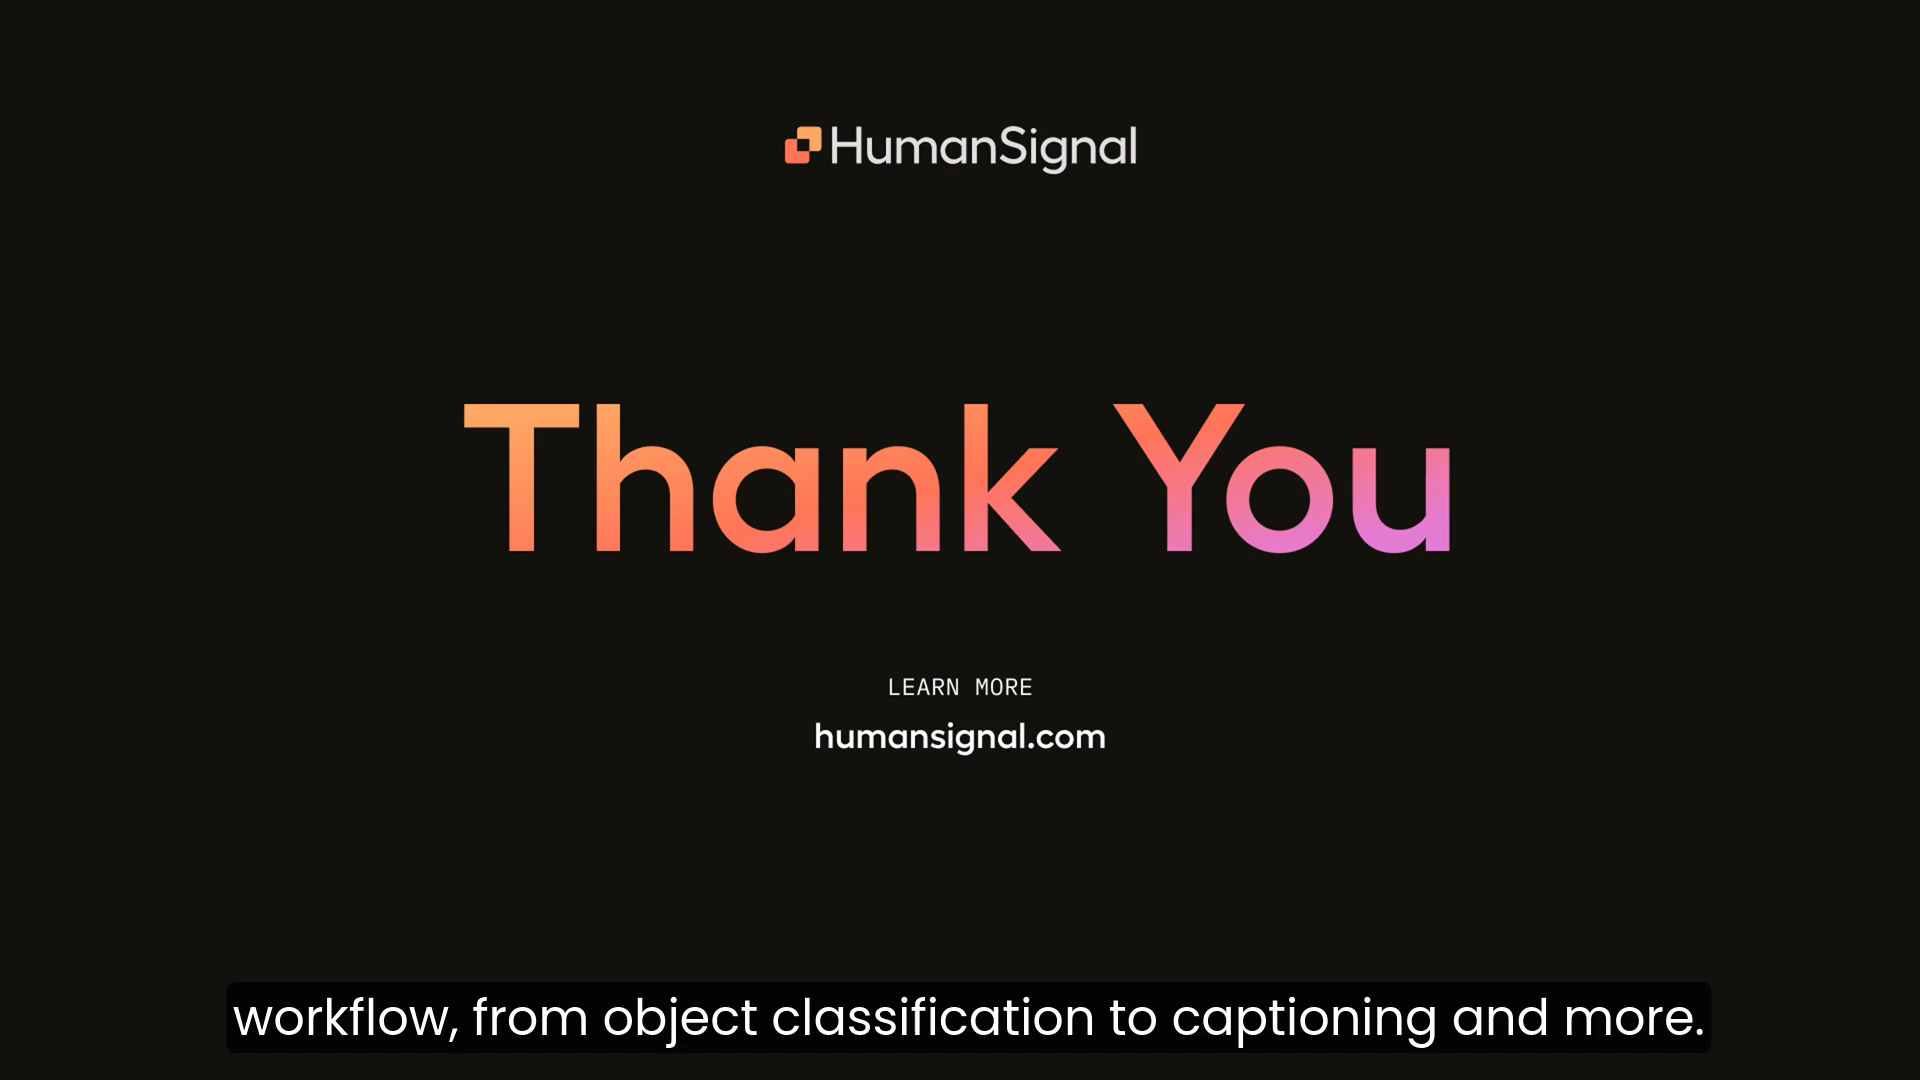 HumanSignal
Thank You
LEARN MORE
humansignal.com
workflow, from object classification to captioning and more.